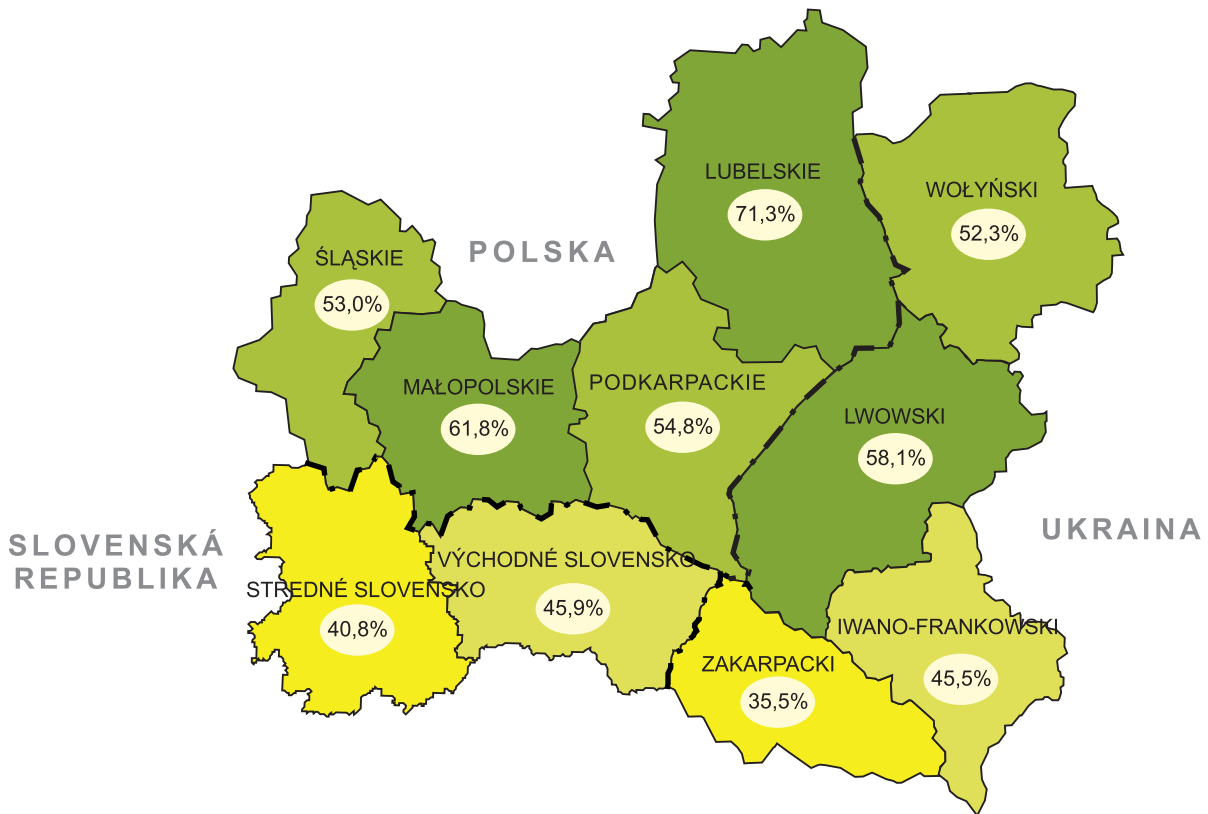 LUBELSKIE
71,3%
WOŁYŃSKI
52,3%
POLSKA
ŚLĄSKIE
53,0%
MAŁOPOLSKIE
61,8%
PODKARPACKIE
54,8%
LWOWSKI
58,1%
UKRAINA
SLOVENSKÁ
REPUBLIKA
VÝCHODNÉ SLOVENSKO
45,9%
STREDNÉ SLOVENSKO
40,8%
IWANO-FRANKOWSKI
45,5%
ZAKARPACKI
35,5%